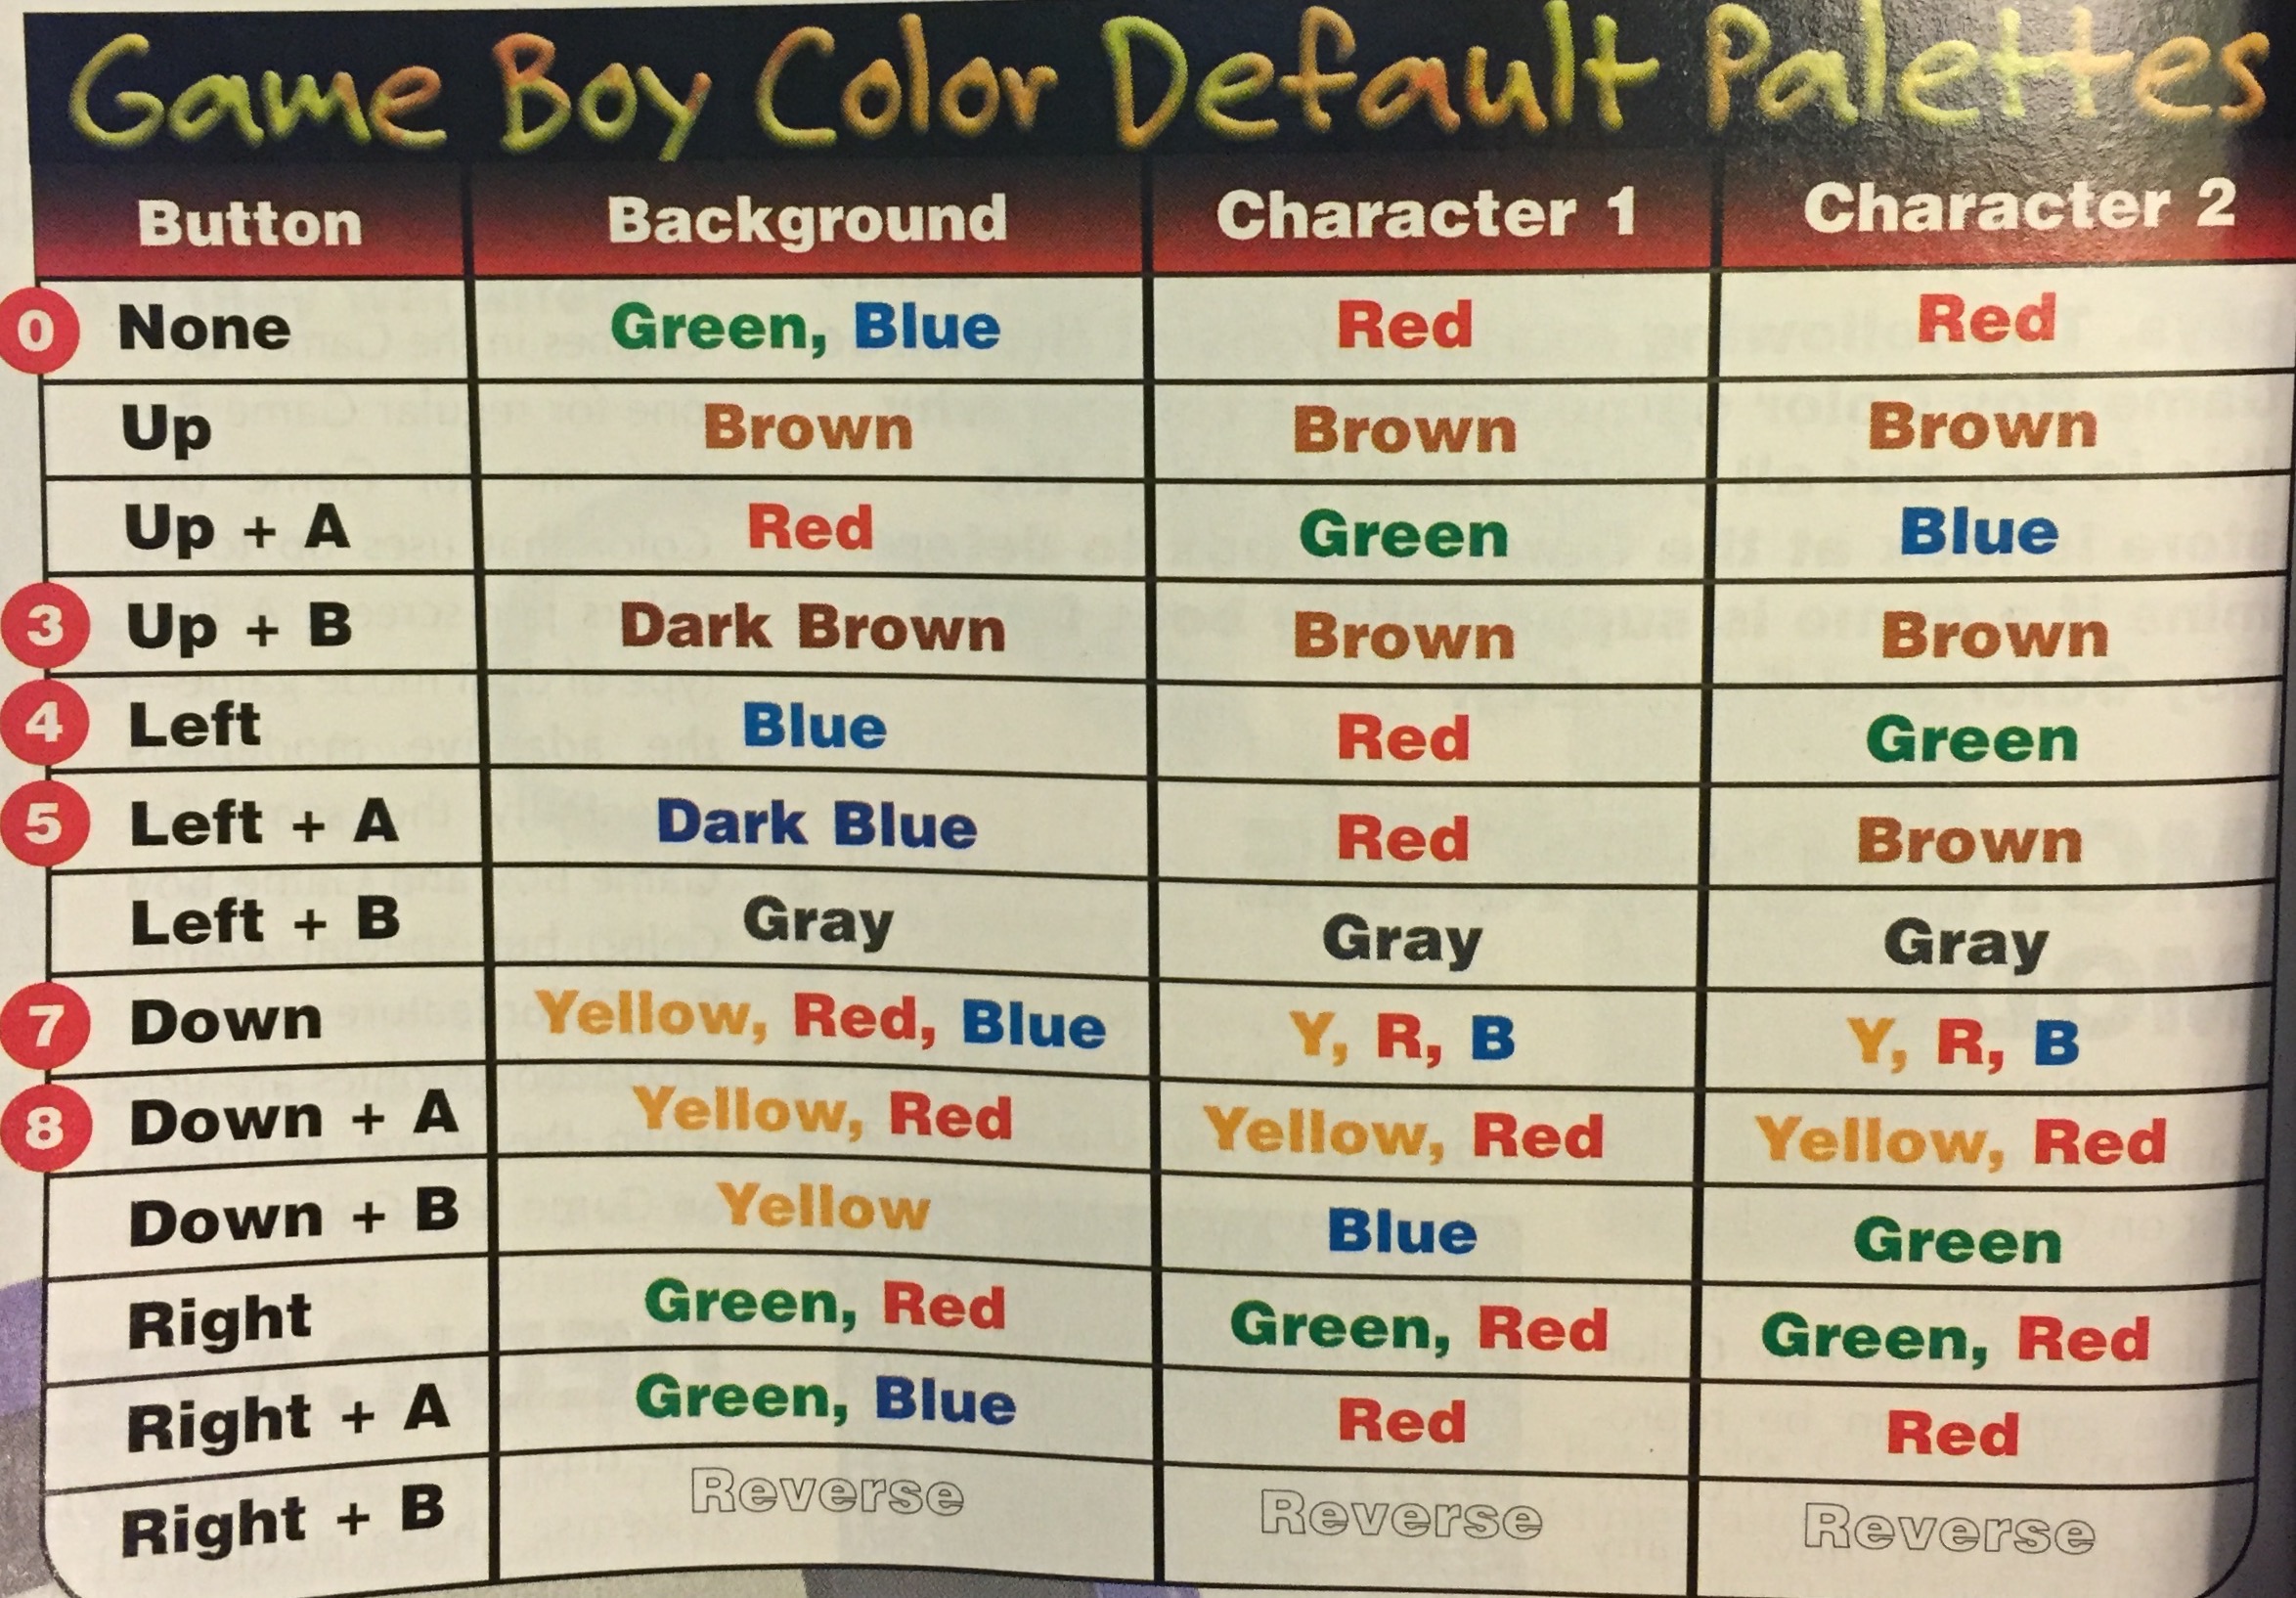 Game Boy Color Default Palettes
Button Background Character 1 Character 2
0 None Green, Blue Red Red
Up Brown Brown Brown
Up + A Red Green Blue
3 Up + B Dark Brown Brown Brown
4 Left Blue Red Green
5 Left + A Dark Blue Red Brown
Left + B Gray Gray Gray
7 Down Yellow, Red, Blue Y, R, B Y, R, B
8 Down + A Yellow, Red Yellow, Red Yellow, Red
Down + B Yellow Blue Green
Right Green, Red Green, Red Green, Red
Right + A Green, Blue Red Red
Right + B Reverse Reverse Reverse